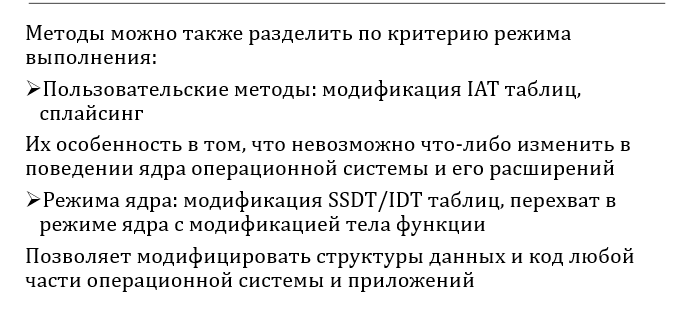 Методы можно также разделить по критерию режима
выполнения:
➢Пользовательские методы: модификация IAT таблиц,
сплайсинг
Их особенность в том, что невозможно что-либо изменить в
поведении ядра операционной системы и его расширений
➢Режима ядра: модификация SSDT/IDT таблиц, перехват в
режиме ядра с модификацией тела функции
Позволяет модифицировать структуры данных и код любой
части операционной системы и приложений